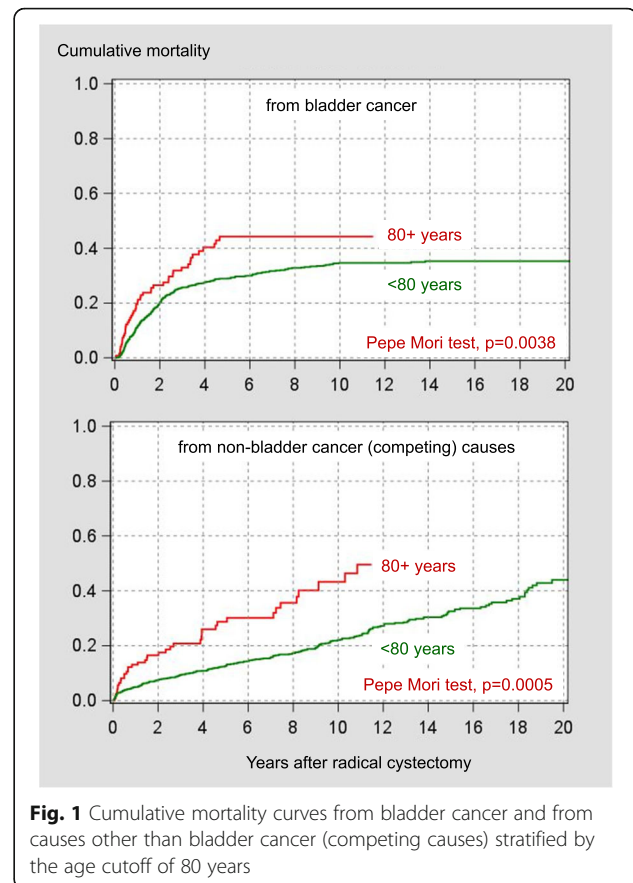 Cumulative mortality
1.0
from bladder cancer
0.8
0.6
0.4
80+ years
<80 years
0.2
Pepe Mori test, p=0.0038
0.0
0 2 4 6 8 10 12 14 16 18 20
1.0
from non-bladder cancer (competing) causes
0.8
0.6
80+ years
0.4
0.2
<80 years
Pepe Mori test, p=0.0005
0.0
0 2 4 6 8 10 12 14 16 18 20
Years after radical cystectomy
Fig. 1 Cumulative mortality curves from bladder cancer and from
causes other than bladder cancer (competing causes) stratified by
the age cutoff of 80 years